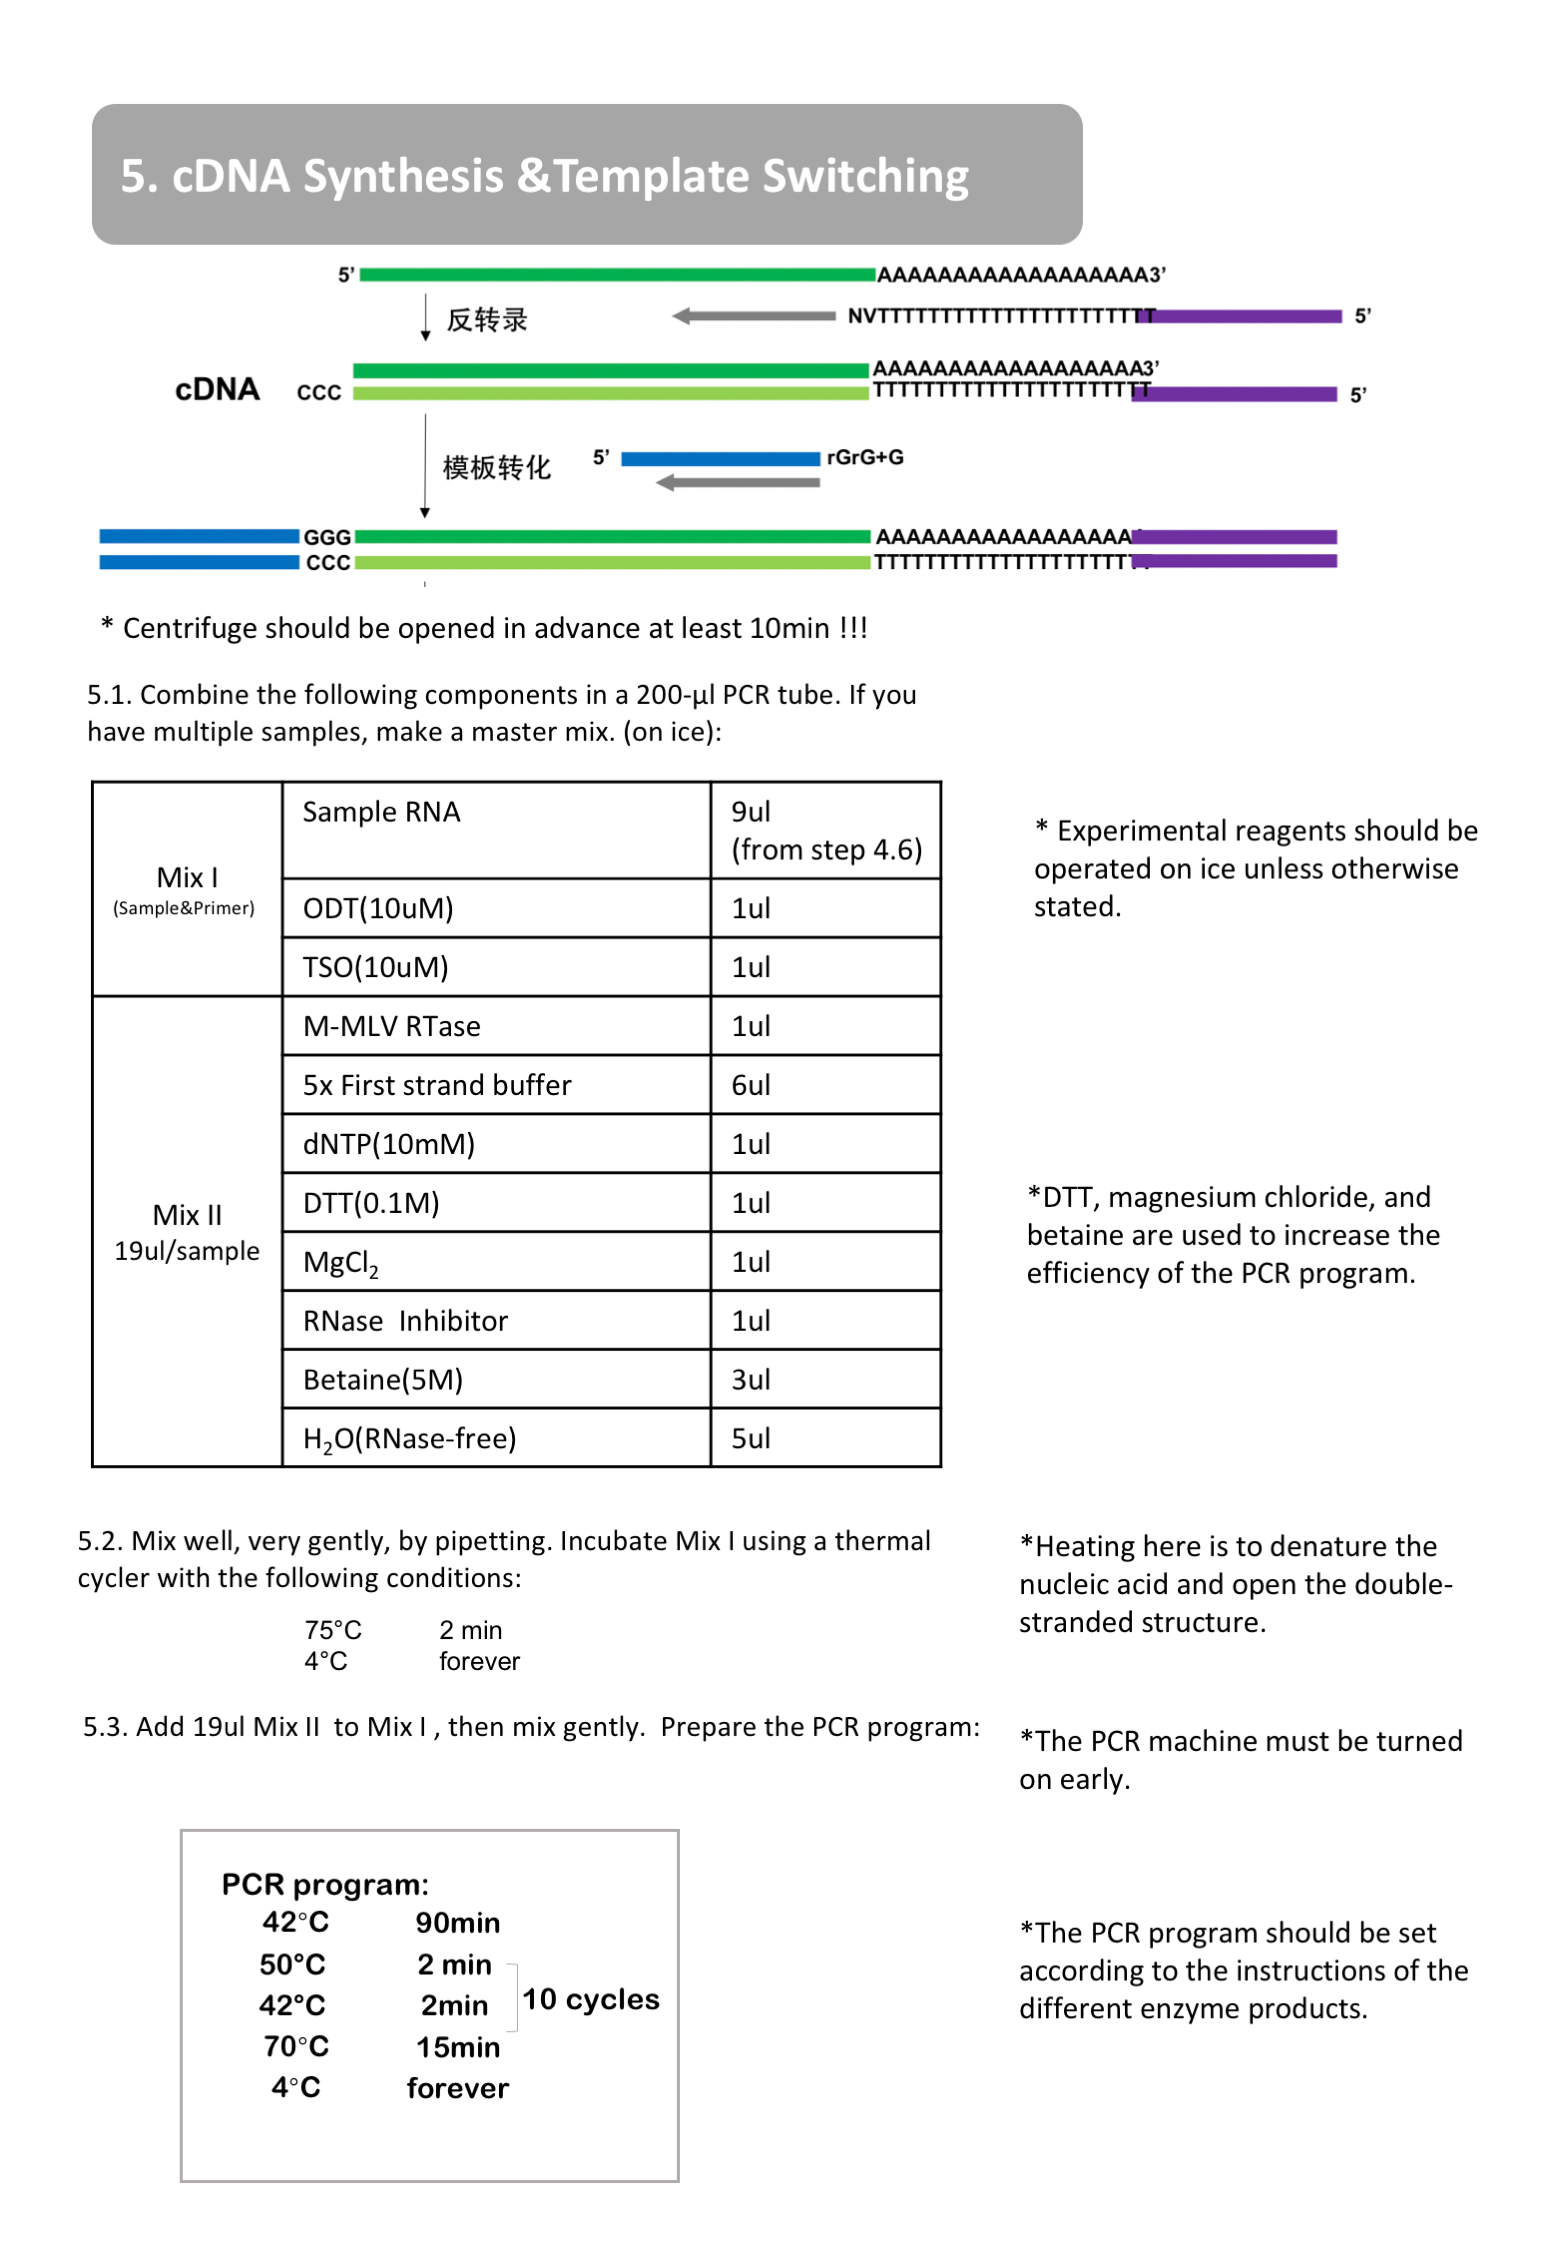 5. cDNA Synthesis &Template Switching
5’ AAAAAAAAAAAAAAAAAA3’
反转录 NVTTTTTTTTTTTTTTTTTTTTTT 5’
AAAAAAAAAAAAAAAAAA3’
cDNA CCC TTTTTTTTTTTTTTTTTTTTTT 5’
模板转化 5’ rGrG+G
GGG AAAAAAAAAAAAAAAAA
CCC TTTTTTTTTTTTTTTTTTTTTT
* Centrifuge should be opened in advance at least 10min !!!
5.1. Combine the following components in a 200-µl PCR tube. If you
have multiple samples, make a master mix. (on ice):
Mix I
(Sample&Primer)
Sample RNA 9ul
(from step 4.6)
ODT(10uM) 1ul
TSO(10uM) 1ul
Mix II
19ul/sample
M-MLV RTase 1ul
5x First strand buffer 6ul
dNTP(10mM) 1ul
DTT(0.1M) 1ul
MgCl2 1ul
RNase Inhibitor 1ul
Betaine(5M) 3ul
H2O(RNase-free) 5ul
* Experimental reagents should be
operated on ice unless otherwise
stated.
*DTT, magnesium chloride, and
betaine are used to increase the
efficiency of the PCR program.
5.2. Mix well, very gently, by pipetting. Incubate Mix I using a thermal
cycler with the following conditions:
75°C 2 min
4°C forever
*Heating here is to denature the
nucleic acid and open the double-
stranded structure.
5.3. Add 19ul Mix II to Mix I , then mix gently. Prepare the PCR program:
*The PCR machine must be turned
on early.
PCR program:
42°C 90min
50°C 2 min
42°C 2min
10 cycles
70°C 15min
4°C forever
*The PCR program should be set
according to the instructions of the
different enzyme products.